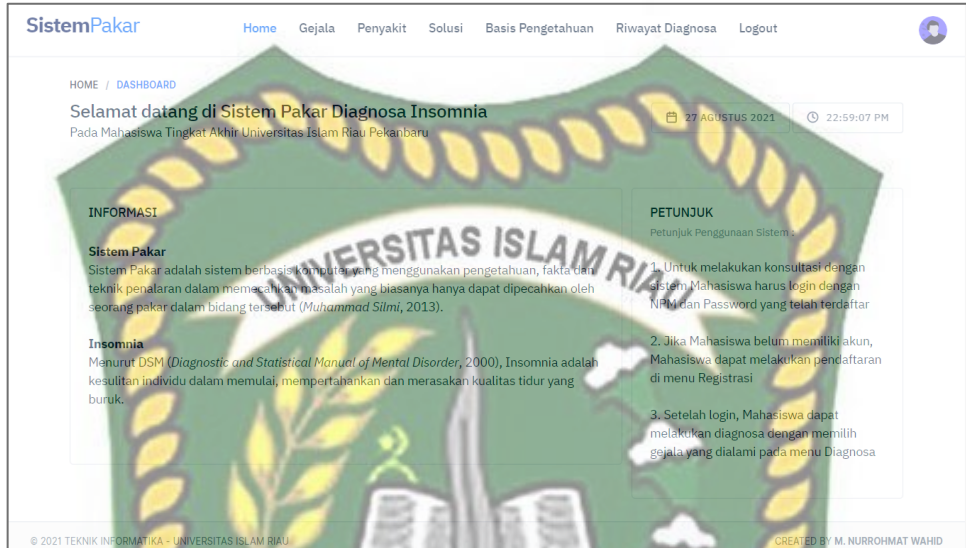 SistemPakar
Home Gejala Penyakit Solusi Basis Pengetahuan Riwayat Diagnosa Logout
HOME / DASHBOARD
Selamat datang di Sistem Pakar Diagnosa Insomnia
Pada Mahasiswa Tingkat Akhir Universitas Islam Riau Pekanbaru
27 AGUSTUS 2021
22:59:07 PM
UNIVERSITAS ISLAM RIAU
INFORMASI
Sistem Pakar
Sistem Pakar adalah sistem berbasis komputer yang menggunakan pengetahuan, fakta dan
teknik penalaran dalam memecahkan masalah yang biasanya hanya dapat dipecahkan oleh
seorang pakar dalam bidang tersebut (Muhammad Silmi, 2013).
Insomnia
Menurut DSM (Diagnostic and Statistical Manual of Mental Disorder, 2000), Insomnia adalah
kesulitan individu dalam memulai, mempertahankan dan merasakan kualitas tidur yang
buruk.
PETUNJUK
Petunjuk Penggunaan Sistem :
1. Untuk melakukan konsultasi dengan
sistem Mahasiswa harus login dengan
NPM dan Password yang telah terdaftar
2. Jika Mahasiswa belum memiliki akun,
Mahasiswa dapat melakukan pendaftaran
di menu Registrasi
3. Setelah login, Mahasiswa dapat
melakukan diagnosa dengan memilih
gejala yang dialami pada menu Diagnosa
© 2021 TEKNIK INFORMATIKA - UNIVERSITAS ISLAM RIAU
CREATED BY M. NURROHMAT WAHID